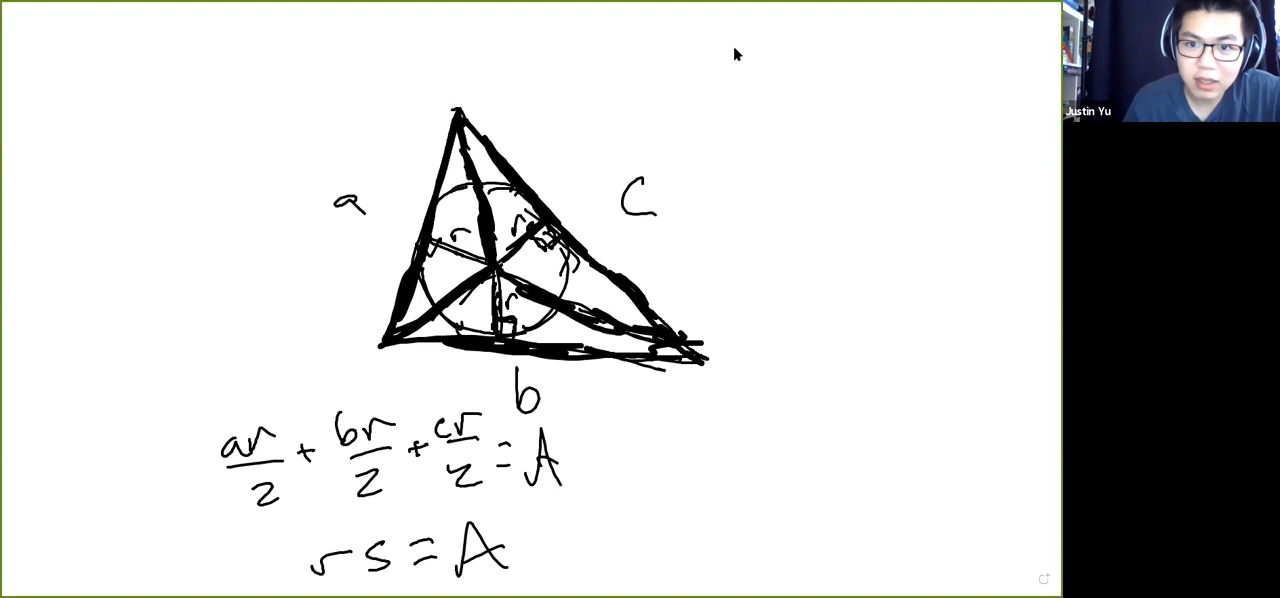 a
C
r
r
r
b
ar/2 + br/2 + cr/2 = A
rs = A
Justin Yu